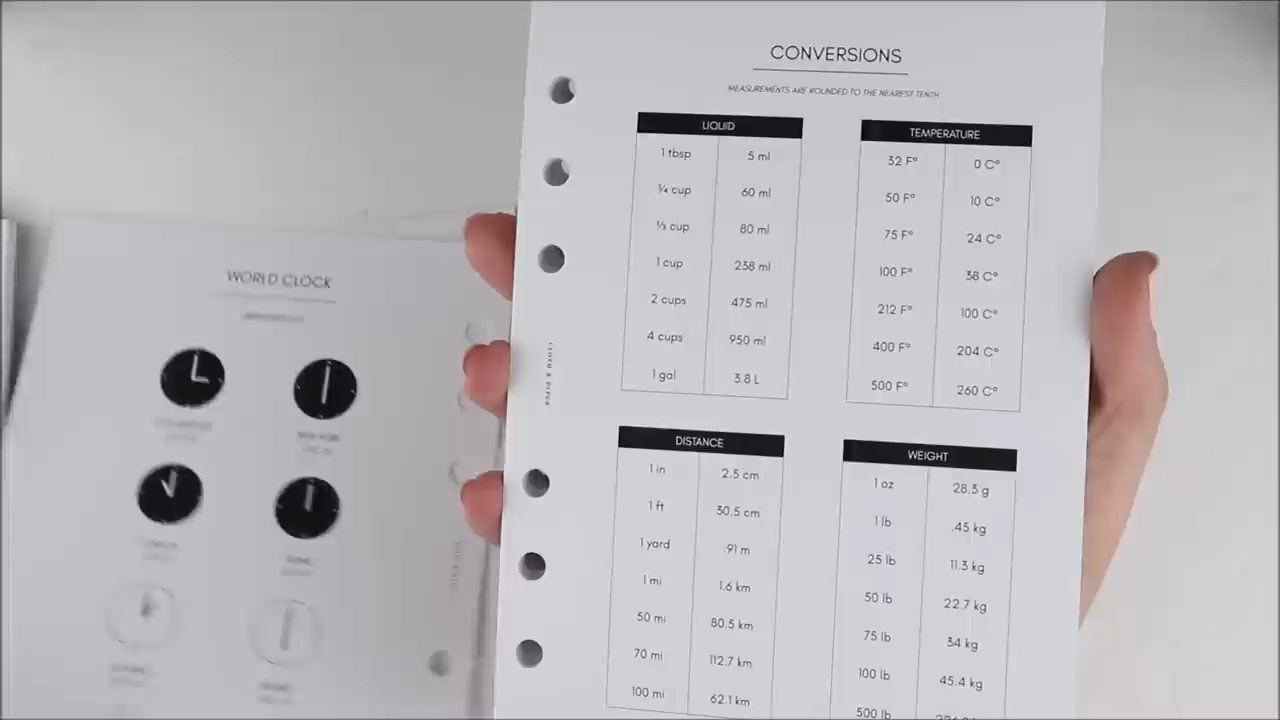 CONVERSIONS
MEASUREMENTS ARE ROUNDED TO THE NEAREST TENTH
LIQUID
1 tbsp 5 ml
¼ cup 60 ml
⅓ cup 80 ml
1 cup 238 ml
2 cups 475 ml
4 cups 950 ml
1 gal 3.8 L
TEMPERATURE
32 F° 0 C°
50 F° 10 C°
75 F° 24 C°
100 F° 38 C°
212 F° 100 C°
400 F° 204 C°
500 F° 260 C°
DISTANCE
1 in 2.5 cm
1 ft 30.5 cm
1 yard .91 m
1 mi 1.6 km
50 mi 80.5 km
70 mi 112.7 km
100 mi 62.1 km
WEIGHT
1 oz 28.3 g
1 lb .45 kg
25 lb 11.3 kg
50 lb 22.7 kg
75 lb 34 kg
100 lb 45.4 kg
500 lb
CLOTH & PAPER
WORLD CLOCK
NEW YORK